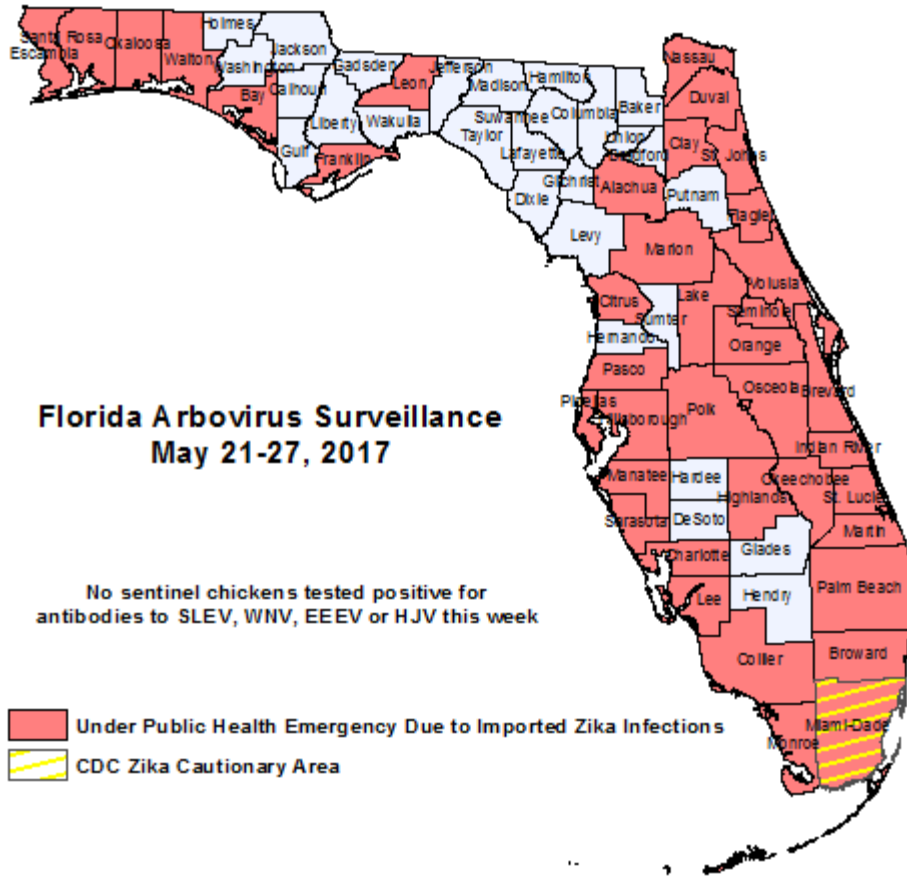 Holmes
Santa Rosa Okaloosa Walton Jackson
Escambia Washington Gadsden Jefferson Hamilton Nassau
Bay Calhoun Leon Madison Duval
Liberty Wakulla Suwannee Columbia Baker
Gulf Franklin Taylor Lafayette Union Bradford Clay St. Johns
Dixie Gilchrist Alachua Putnam Flagler
Levy Marion
Citrus Lake Volusia
Sumter Seminole
Hernando Orange
Pasco Osceola Brevard
Pinellas Hillsborough Polk
Florida Arbovirus Surveillance
May 21-27, 2017
Indian River
Manatee Hardee Okeechobee
Highlands St. Lucie
Sarasota DeSoto Martin
Charlotte Glades
No sentinel chickens tested positive for
antibodies to SLEV, WNV, EEEV or HJV this week
Lee Hendry Palm Beach
Collier Broward
Under Public Health Emergency Due to Imported Zika Infections
Miami-Dade
Monroe
CDC Zika Cautionary Area